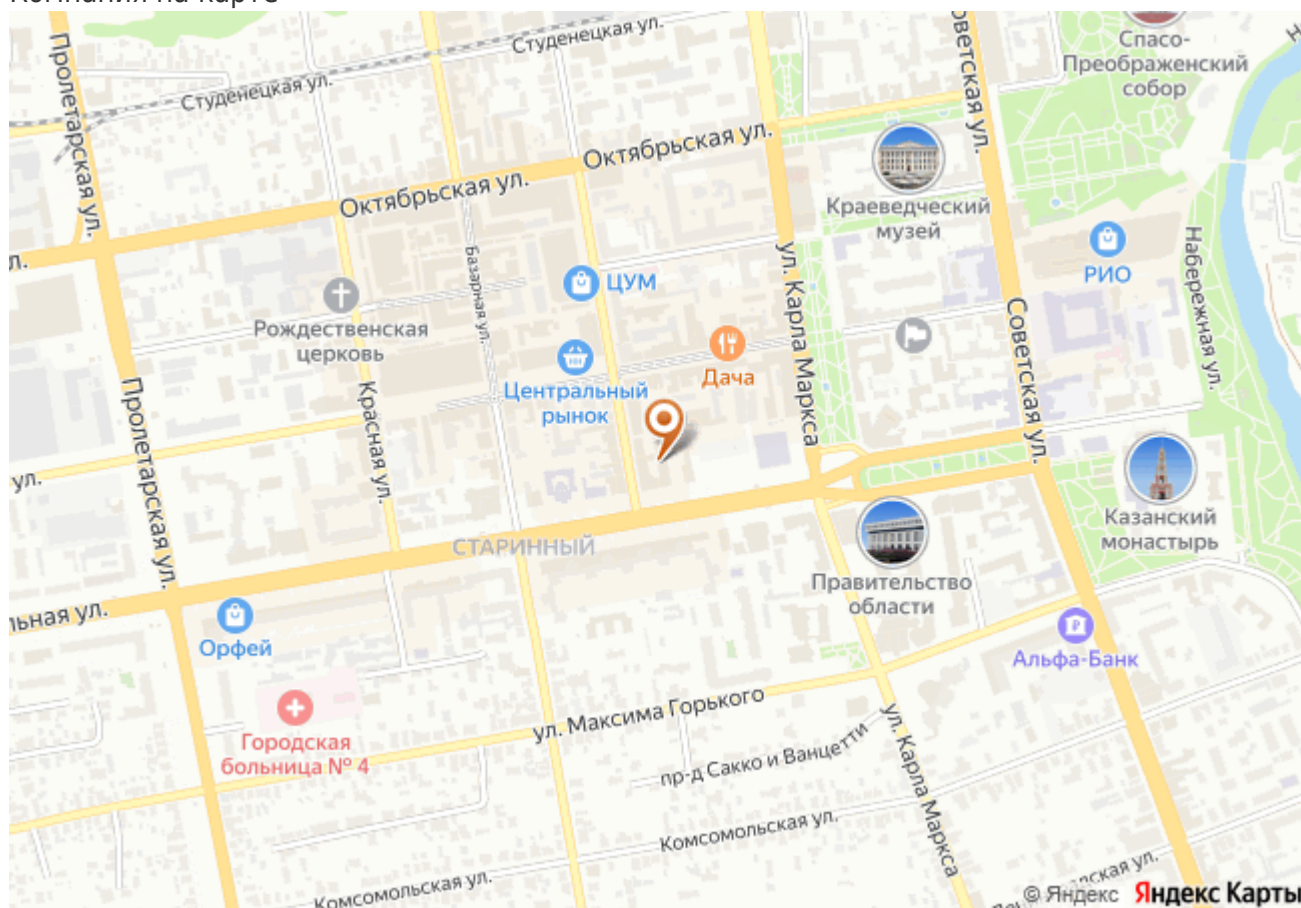 Компания на карте
Студенецкая ул.
Спасо-
Преображенский
собор
Пролетарская ул.
Студенецкая ул.
Октябрьская ул.
Октябрьская ул.
Краеведческий
музей
РИО
Набережная ул.
Базарная ул.
ЦУМ
ул. Карла Маркса
Советская ул.
Рождественская
церковь
Дача
Центральный
рынок
Пролетарская ул.
Красная ул.
ул.
Казанский
монастырь
СТАРИННЫЙ
Правительство
области
льная ул.
Орфей
Альфа-Банк
ул. Максима Горького
Городская
больница № 4
пр-д Сакко и Ванцетти
ул. Карла Маркса
Комсомольская ул.
Комсомольская ул.
© Яндекс Яндекс Карты